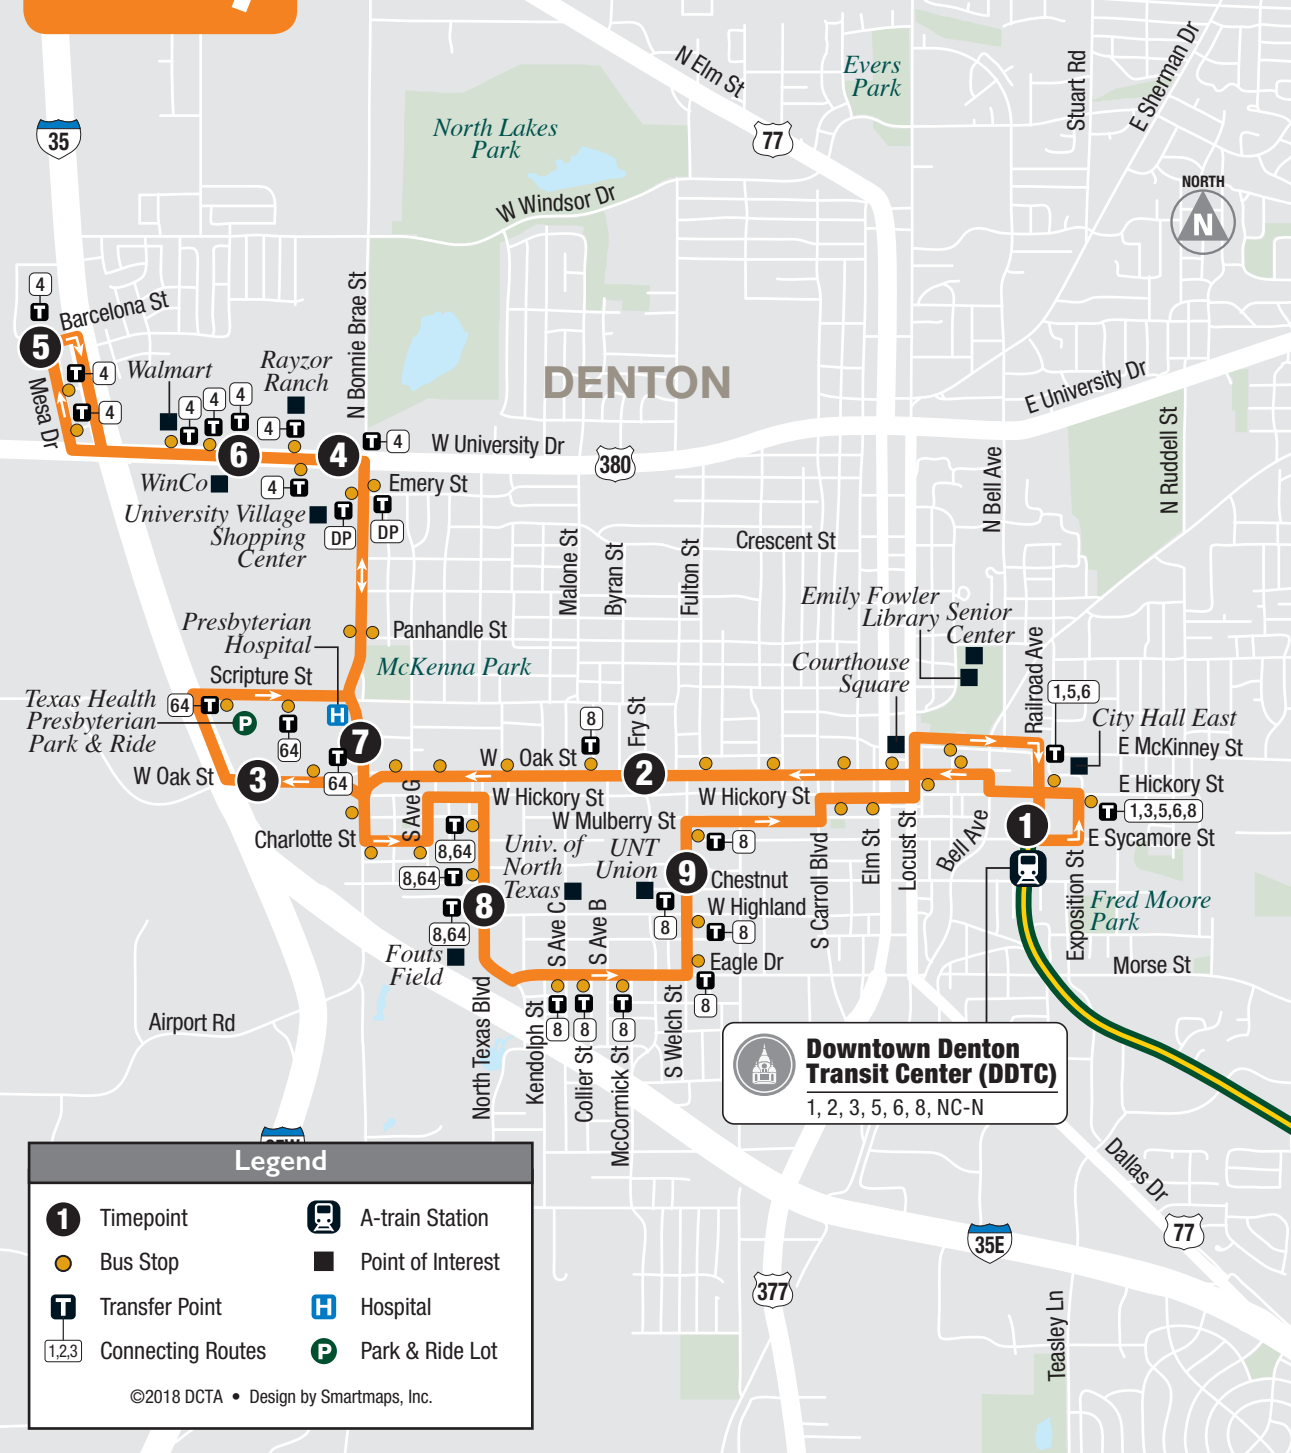 N Elm St
Evers
Park
Stuart Rd
E Sherman Dr
35
77
North Lakes
Park
NORTH
N
W Windsor Dr
4
T
Barcelona St
5
N Bonnie Brae St
T 4
Walmart
Rayzor
Ranch
DENTON
E University Dr
Mesa Dr
T 4
4
4
4
T
T
T
4 T
6
4
T 4
W University Dr
380
N Ruddell St
N Bell Ave
WinCo
4 T
Emery St
University Village
Shopping
Center
T
DP
T
DP
Malone St
Byran St
Fulton St
Crescent St
Emily Fowler
Library
Senior
Center
Presbyterian
Hospital
Panhandle St
McKenna Park
Courthouse
Square
Railroad Ave
Scripture St
Texas Health
Presbyterian
Park & Ride
64 T
P
T
64
H
7
8
T
Fry St
1,5,6
T
City Hall East
E McKinney St
W Oak St
3
T
64
W Oak St
2
E Hickory St
S Ave G
W Hickory St
W Hickory St
T 1,3,5,6,8
Charlotte St
T
8,64
W Mulberry St
Univ. of
North
Texas
UNT
Union
T 8
S Carroll Blvd
Elm St
Locust St
Bell Ave
1
E Sycamore St
8,64 T
9
Chestnut
Exposition St
Fred Moore
Park
T
8,64
8
S Ave C
S Ave B
T
8
W Highland
T 8
Fouts
Field
Eagle Dr
T
8
Morse St
North Texas Blvd
Kendolph St
T
8
T
8
T
8
Collier St
McCormick St
S Welch St
Airport Rd
Downtown Denton
Transit Center (DDTC)
1, 2, 3, 5, 6, 8, NC-N
Dallas Dr
77
35E
377
Teasley Ln
Legend
1 Timepoint
A-train Station
Bus Stop
Point of Interest
T Transfer Point
H Hospital
1,2,3 Connecting Routes
P Park & Ride Lot
©2018 DCTA • Design by Smartmaps, Inc.